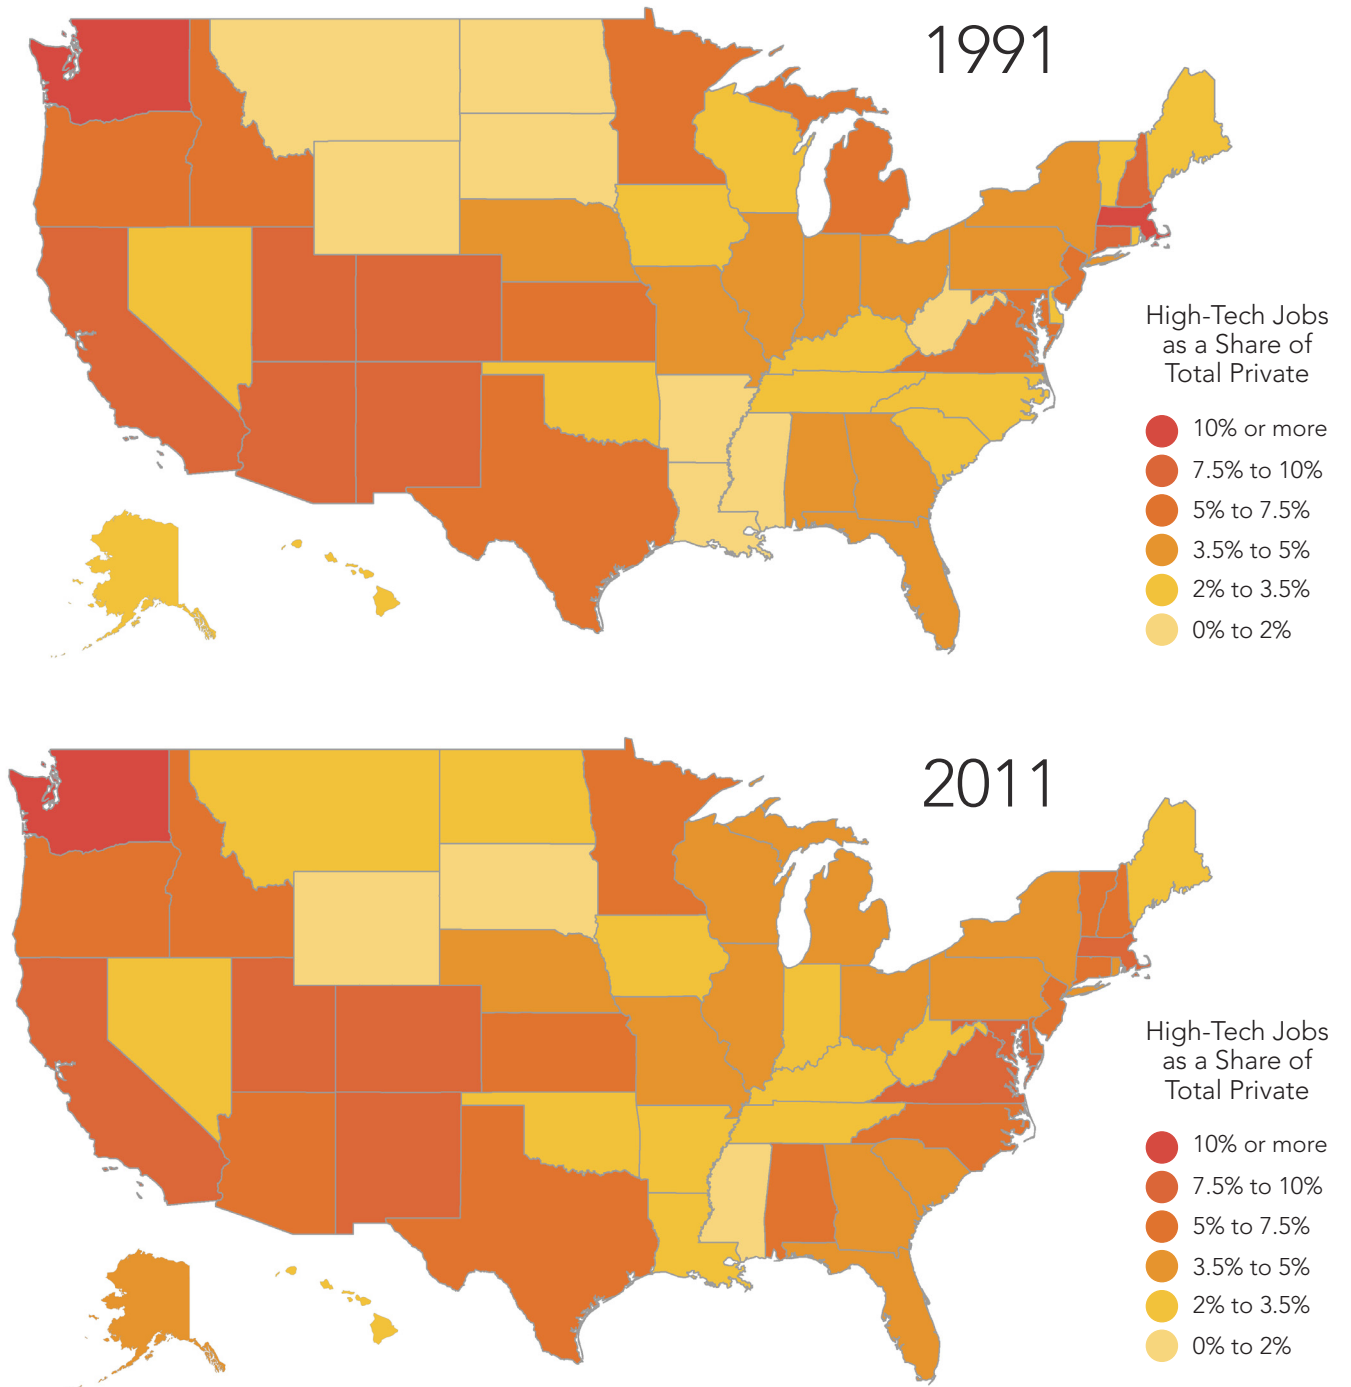 1991
High-Tech Jobs
as a Share of
Total Private
10% or more
7.5% to 10%
5% to 7.5%
3.5% to 5%
2% to 3.5%
0% to 2%
2011
High-Tech Jobs
as a Share of
Total Private
10% or more
7.5% to 10%
5% to 7.5%
3.5% to 5%
2% to 3.5%
0% to 2%